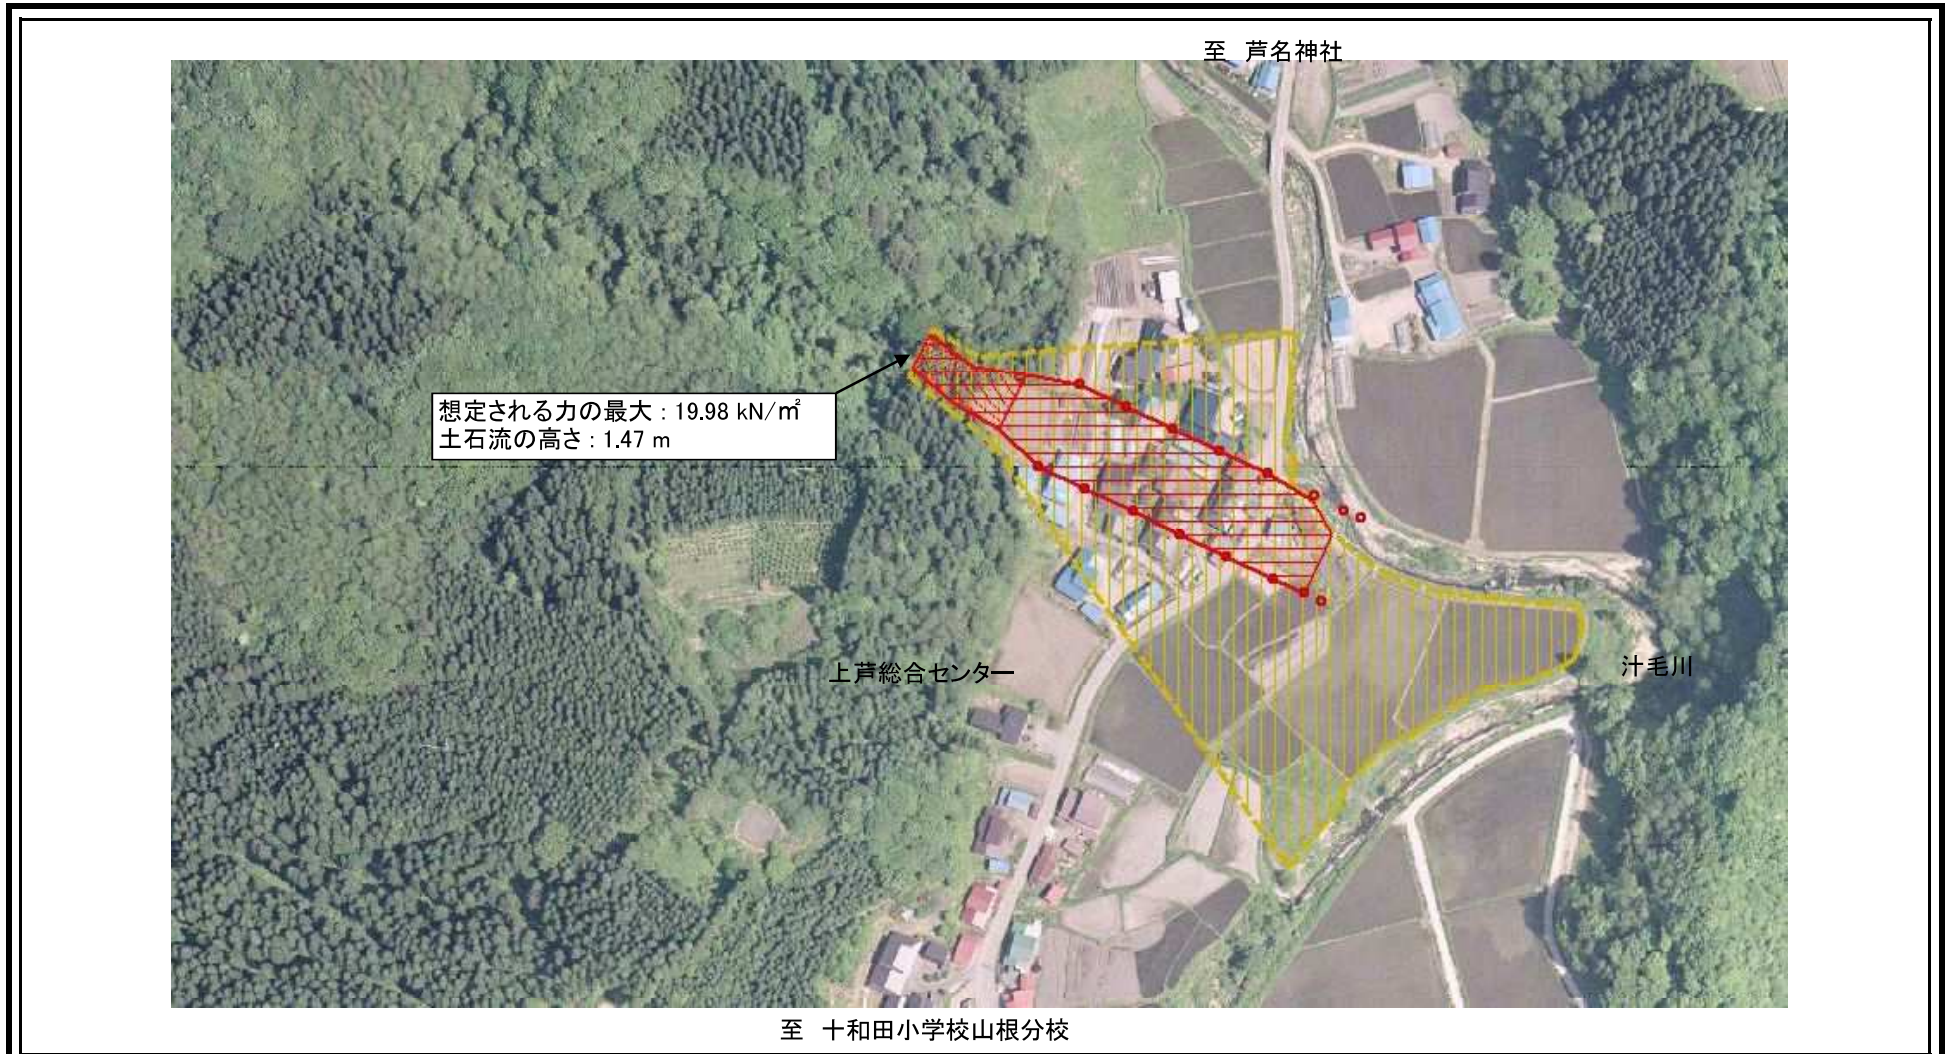 至 芦名神社
想定される力の最大：19.98 kN/㎡
土石流の高さ：1.47 m
上芦総合センター
汁毛川
至 十和田小学校山根分校